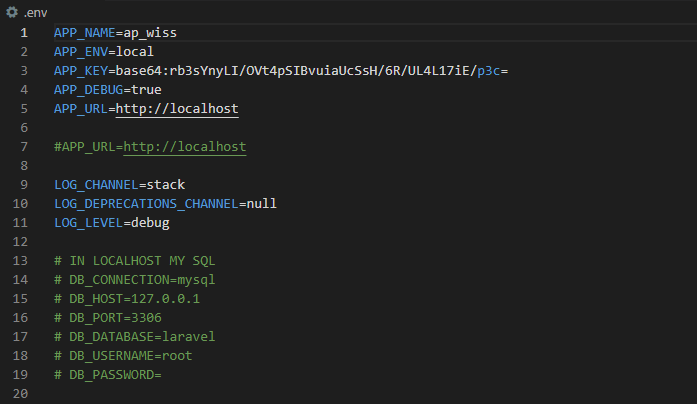 .env
1 APP_NAME=ap_wiss
2 APP_ENV=local
3 APP_KEY=base64:rb3sYnyLI/OVt4pSIBvuiaUcSsH/6R/UL4L17iE/p3c=
4 APP_DEBUG=true
5 APP_URL=http://localhost
6
7 #APP_URL=http://localhost
8
9 LOG_CHANNEL=stack
10 LOG_DEPRECATIONS_CHANNEL=null
11 LOG_LEVEL=debug
12
13 # IN LOCALHOST MY SQL
14 # DB_CONNECTION=mysql
15 # DB_HOST=127.0.0.1
16 # DB_PORT=3306
17 # DB_DATABASE=laravel
18 # DB_USERNAME=root
19 # DB_PASSWORD=
20